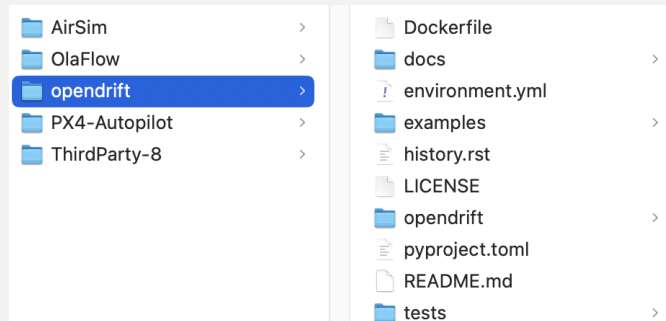 AirSim
OlaFlow
opendrift
PX4-Autopilot
ThirdParty-8
Dockerfile
docs
environment.yml
examples
history.rst
LICENSE
opendrift
pyproject.toml
README.md
tests